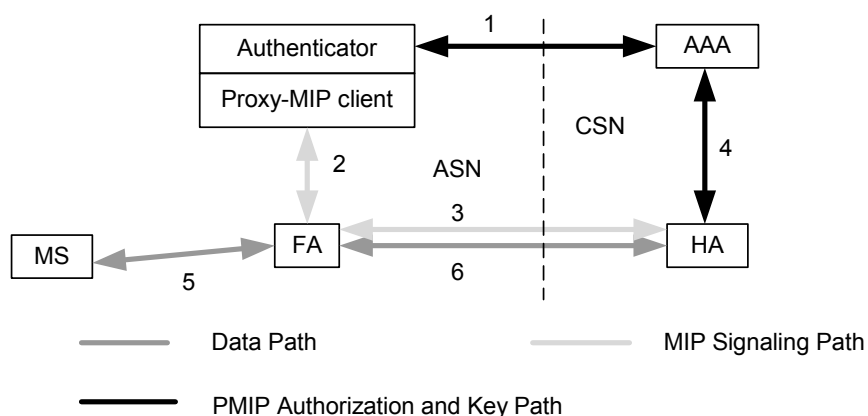 1
Authenticator
AAA
Proxy-MIP client
CSN
2
ASN
4
3
MS
FA
HA
5
6
Data Path
MIP Signaling Path
PMIP Authorization and Key Path